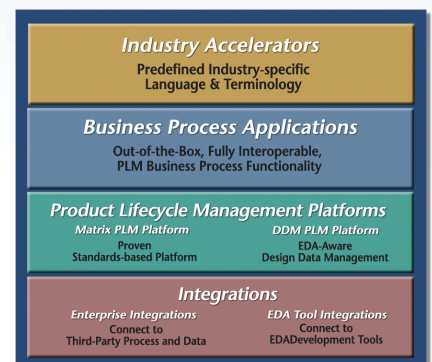 Industry Accelerators
Predefined Industry-specific
Language & Terminology
Business Process Applications
Out-of-the-Box, Fully Interoperable,
PLM Business Process Functionality
Product Lifecycle Management Platforms
Matrix PLM Platform
Proven
Standards-based Platform
DDM PLM Platform
EDA-Aware
Design Data Management
Integrations
Enterprise Integrations
Connect to
Third-Party Process and Data
EDA Tool Integrations
Connect to
EDADevelopment Tools